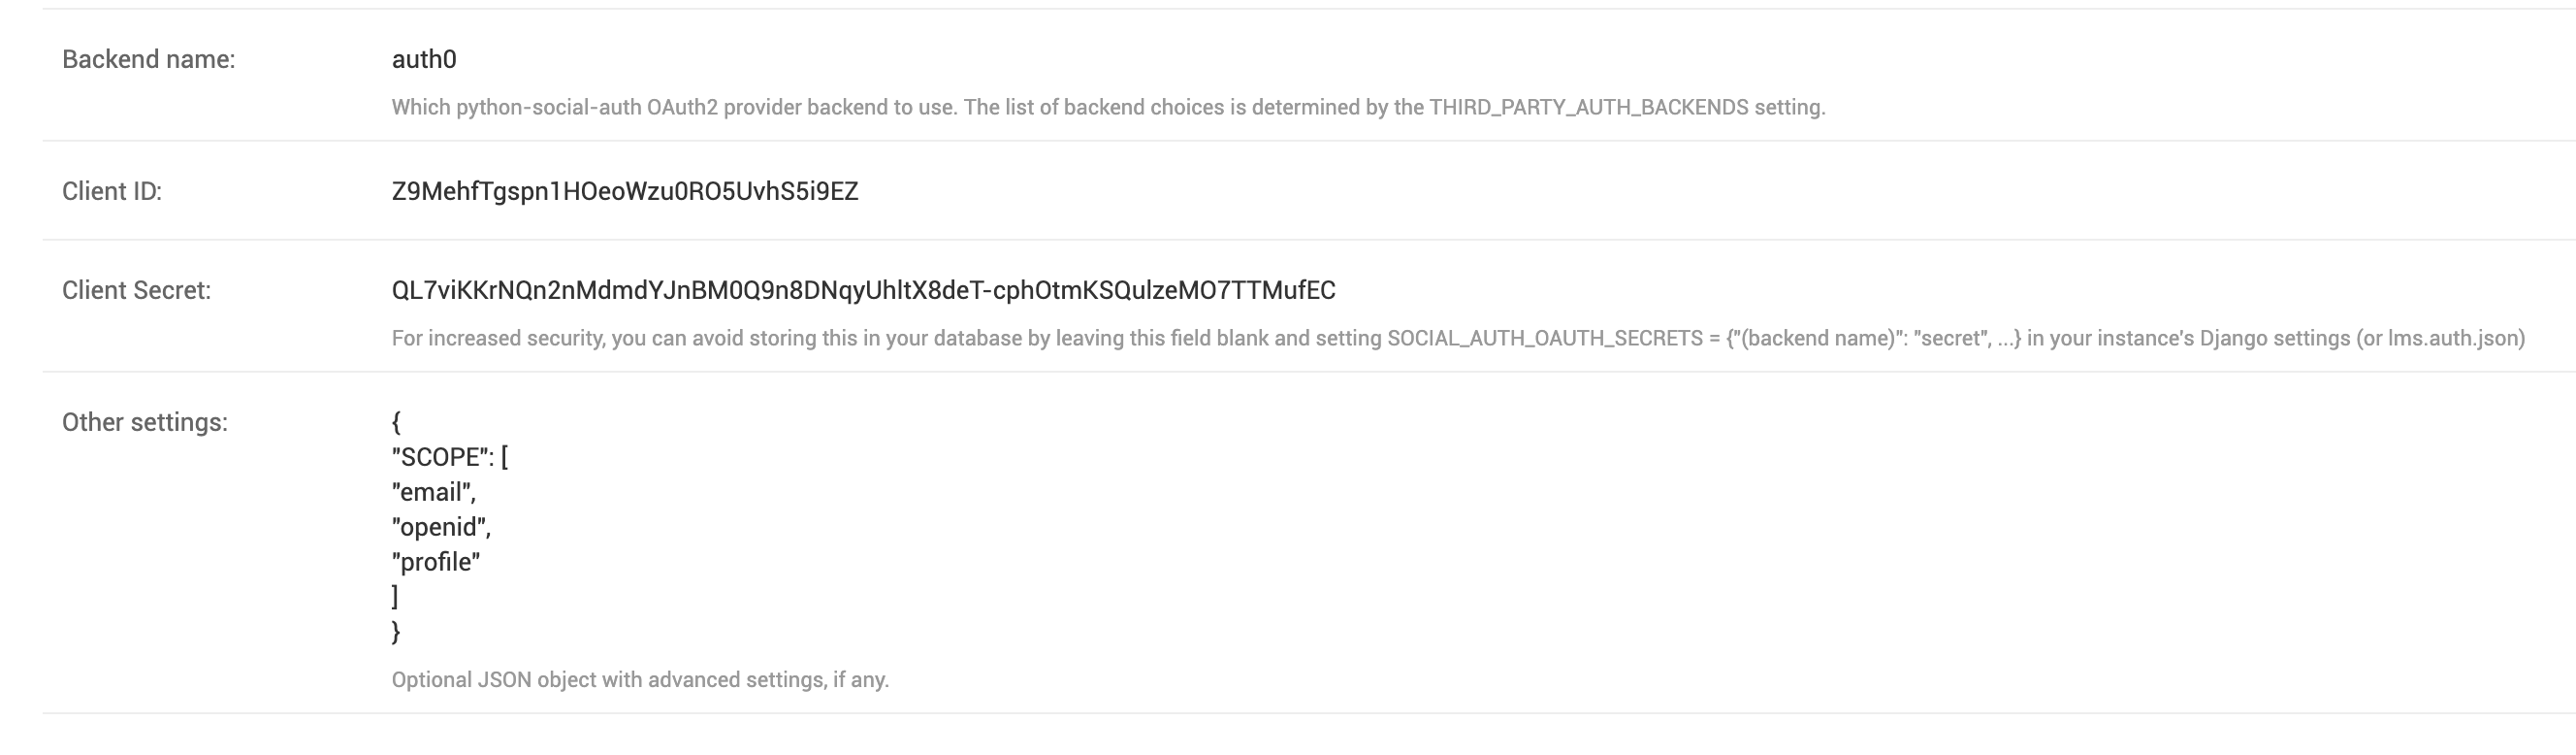 Backend name:
auth0
Which python-social-auth OAuth2 provider backend to use. The list of backend choices is determined by the THIRD_PARTY_AUTH_BACKENDS setting.
Client ID:
Z9MehfTgspn1HOeoWzu0RO5UvhS5i9EZ
Client Secret:
QL7viKKrNQn2nMdmdYJnBM0Q9n8DNqyUhltX8deT-cphOtmKSQulzeMO7TTMufEC
For increased security, you can avoid storing this in your database by leaving this field blank and setting SOCIAL_AUTH_OAUTH_SECRETS = {"(backend name)": "secret", ...} in your instance's Django settings (or lms.auth.json)
Other settings:
{
"SCOPE": [
"email",
"openid",
"profile"
]
}
Optional JSON object with advanced settings, if any.